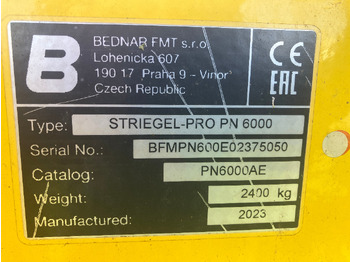 B
BEDNAR FMT s.r.o.
Lohenicka 607
190 17 Praha 9 - Vinoř
Czech Republic
CE
EAC
Type: STRIEGEL-PRO PN 6000
Serial No.: BFMPN600E02375050
Catalog: PN6000AE
Weight: 2400 kg
Manufactured: 2023